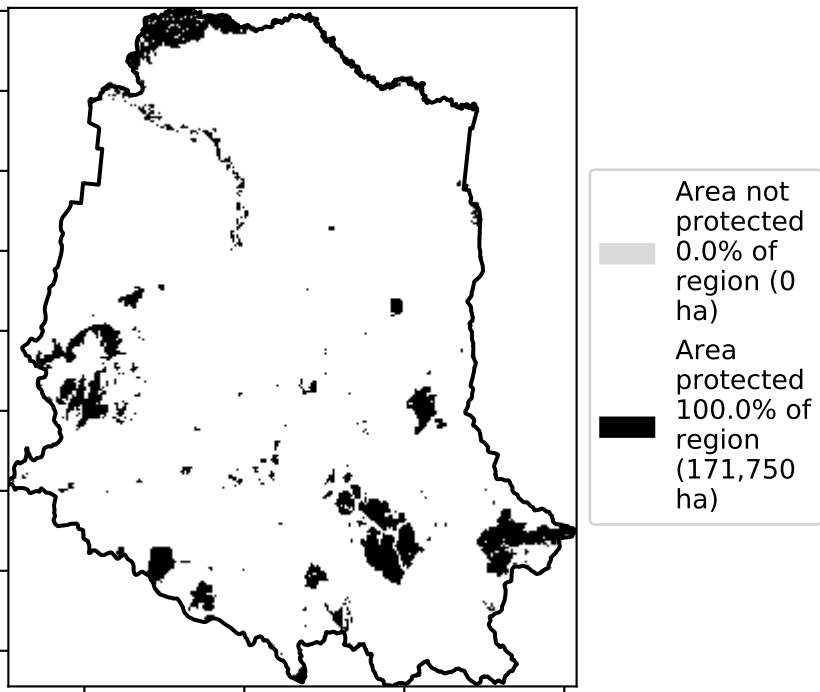 Area not
protected
0.0% of
region (0
ha)
Area
protected
100.0% of
region
(171,750
ha)